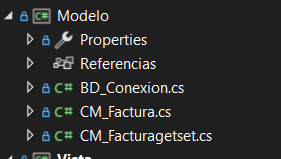 Modelo
Properties
Referencias
BD_Conexion.cs
CM_Factura.cs
CM_Facturagetset.cs
Vista